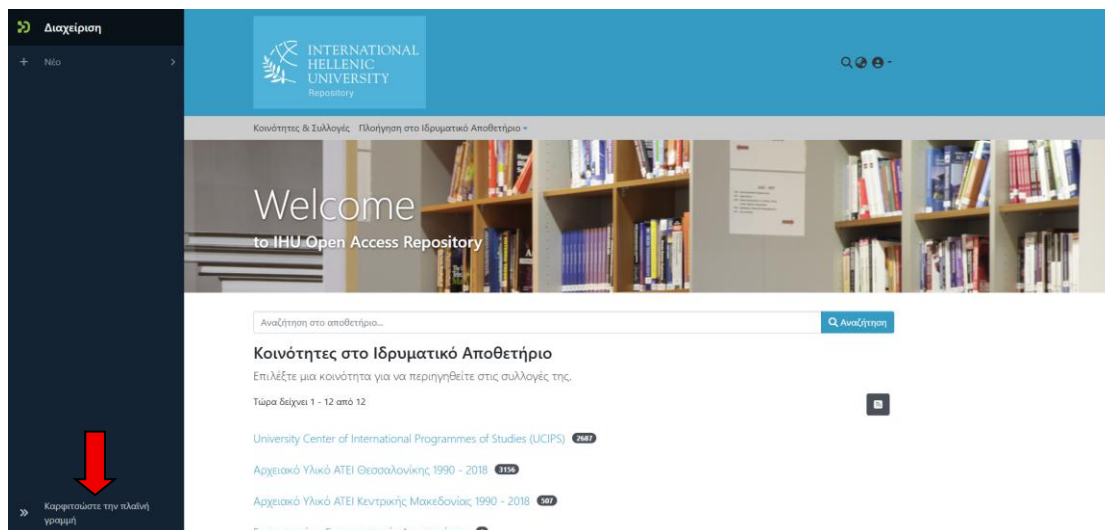 Διαχείριση
+ Νέο
INTERNATIONAL
HELLENIC
UNIVERSITY
Repository
Κοινότητες & Συλλογές Πλοήγηση στο Ιδρυματικό Αποθετήριο
Welcome
to IHU Open Access Repository
Αναζήτηση στο αποθετήριο...
Αναζήτηση
Κοινότητες στο Ιδρυματικό Αποθετήριο
Επιλέξτε μια κοινότητα για να περιηγηθείτε στις συλλογές της.
Τώρα δείχνει 1 - 12 από 12
University Center of International Programmes of Studies (UCIPS) 2687
Αρχειακό Υλικό ΑΤΕΙ Θεσσαλονίκης 1990 - 2018 3156
Αρχειακό Υλικό ΑΤΕΙ Κεντρικής Μακεδονίας 1990 - 2018 507
Καρφιτσώστε την πλαϊνή
γραμμή